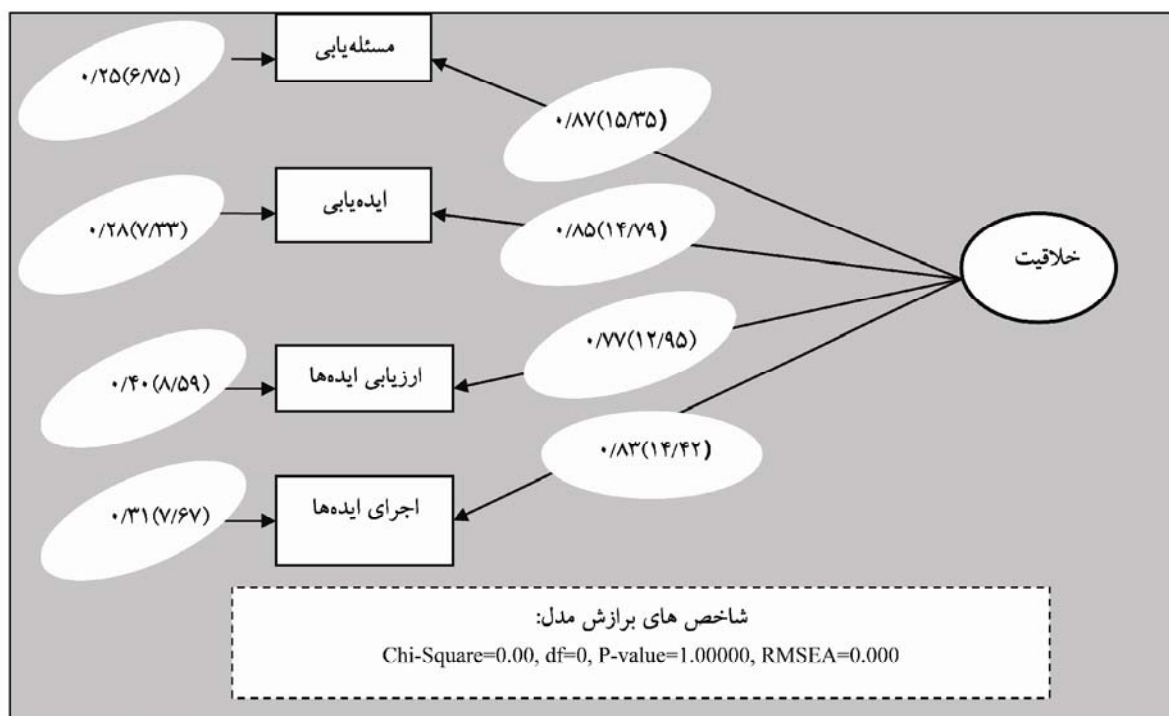 مسئله‌یابی
۰/۲۵(۶/۷۵)
۰/۸۷(۱۵/۳۵)
ایده‌یابی
۰/۲۸(۷/۳۳)
۰/۸۵(۱۴/۷۹)
خلاقیت
۰/۷۷(۱۲/۹۵)
ارزیابی ایده‌ها
۰/۴۰(۸/۵۹)
۰/۸۳(۱۴/۴۲)
اجرای ایده‌ها
۰/۳۱(۷/۶۷)
شاخص های برازش مدل:
Chi-Square=0.00, df=0, P-value=1.00000, RMSEA=0.000